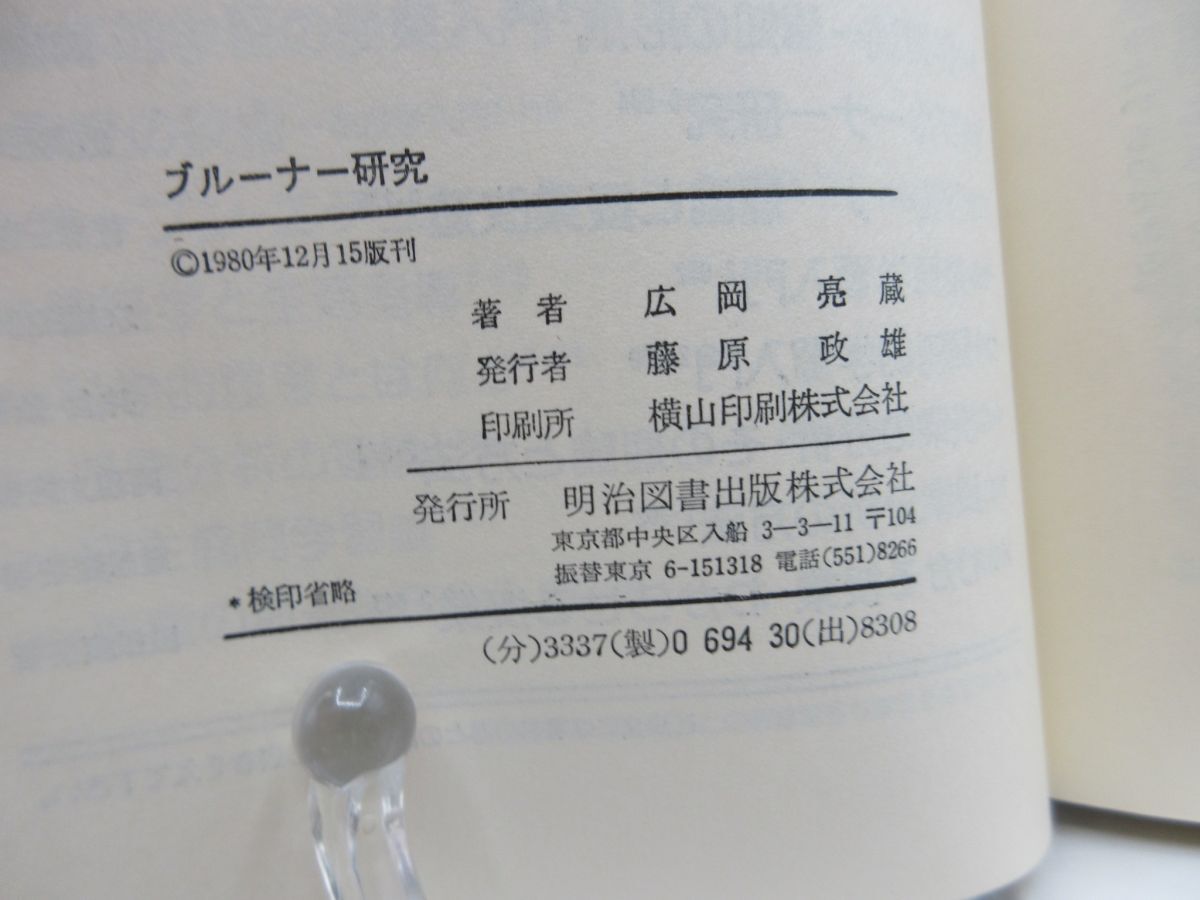 ブルーナー研究
©1980年12月15版刊
著者 広岡亮蔵
発行者 藤原政雄
印刷所 横山印刷株式会社
発行所 明治図書出版株式会社
東京都中央区入船 3―3―11 〒104
振替東京 6-151318 電話(551)8266
*検印省略
(分)3337(製)0 694 30(出)8308